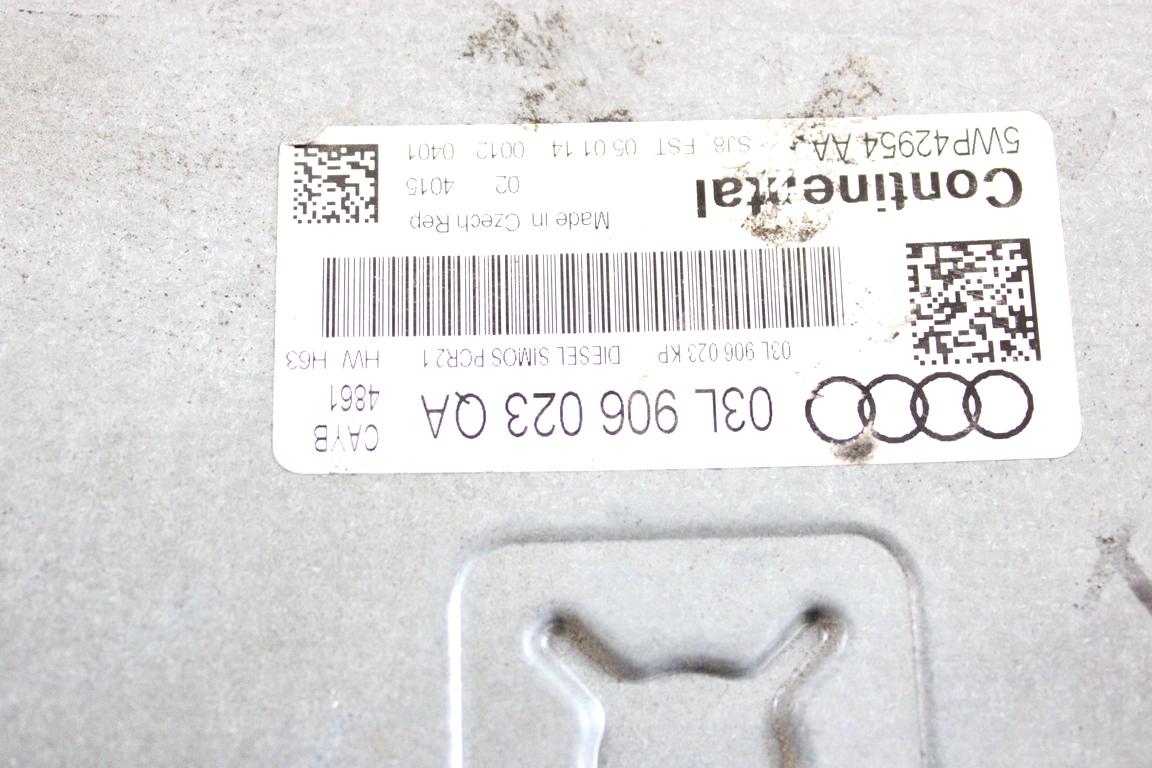 03L 906 023 QA
CAYB
4861
03L 906 023 KP DIESEL SIMOS PCR2 1 HW H63
Made in Czech Rep
Continental
02 4015
5WP42954 AA SJ8 FST 05 01 14 0012 0401